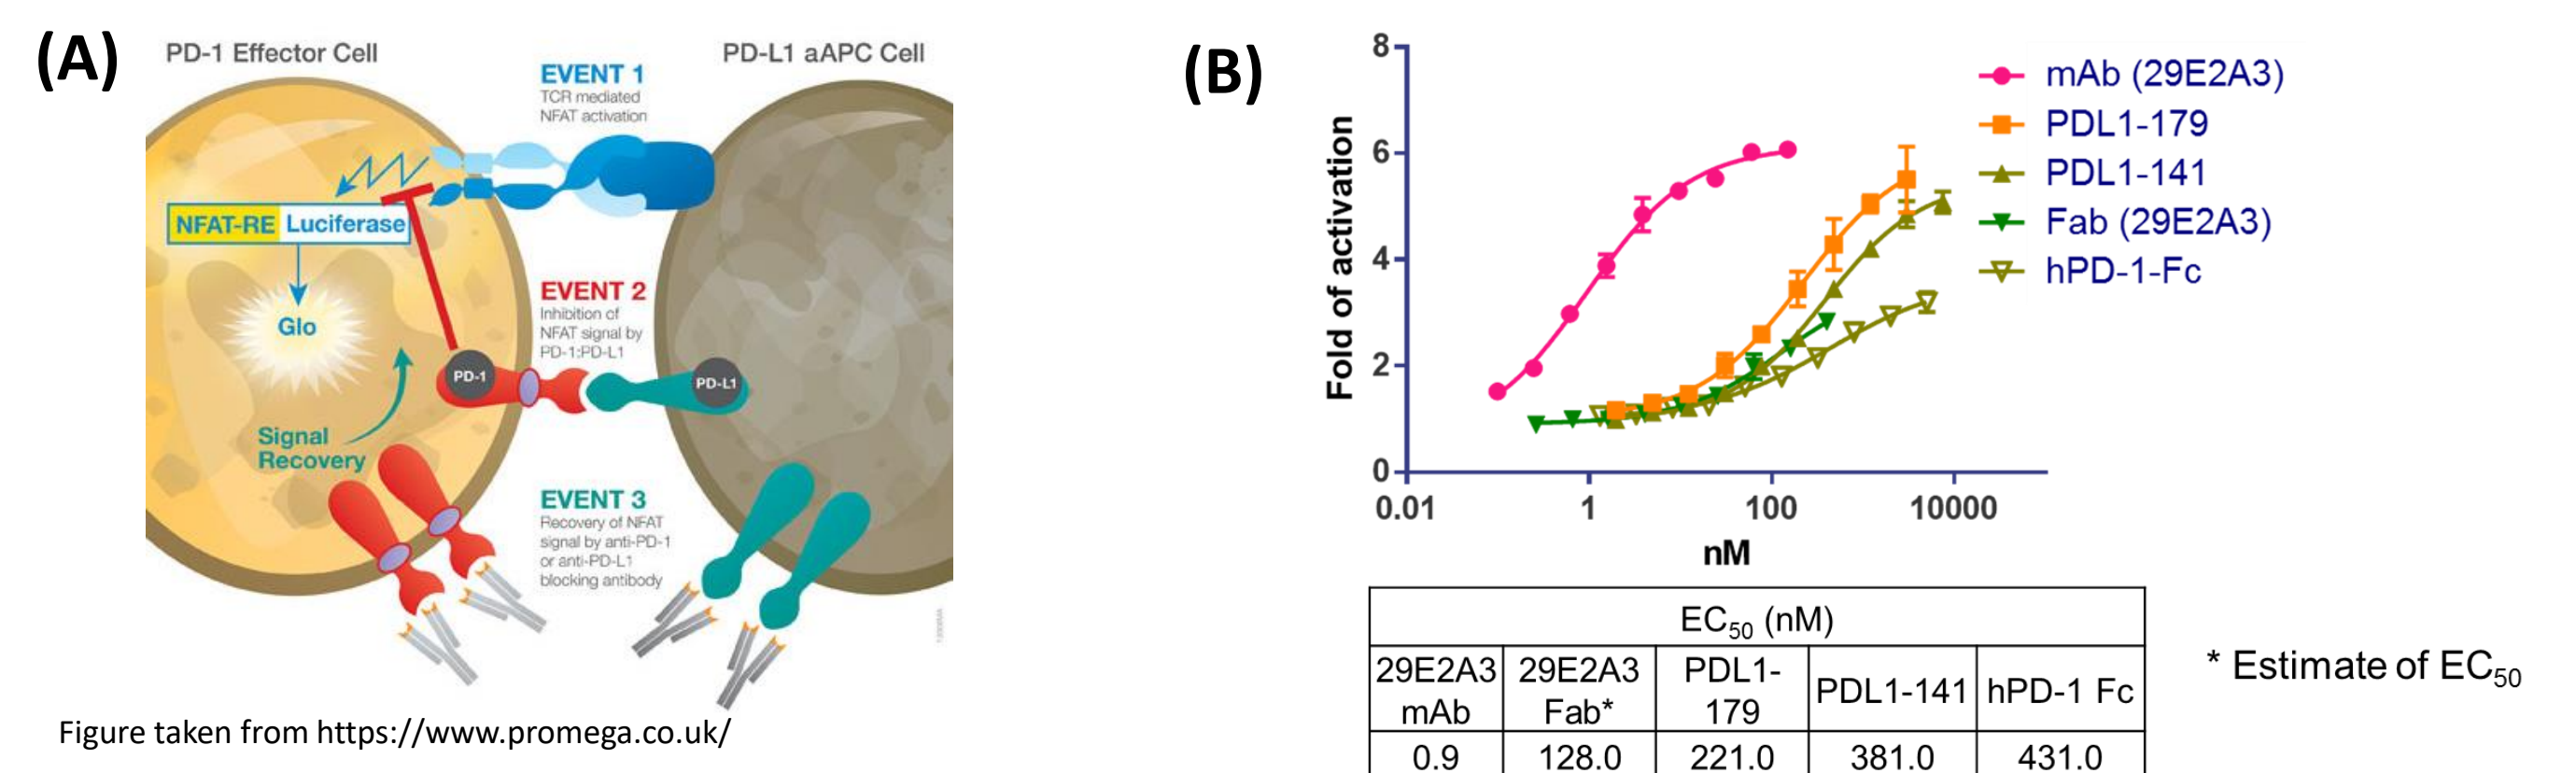 (A)
PD-1 Effector Cell
PD-L1 aAPC Cell
EVENT 1
TCR mediated
NFAT activation
NFAT-RE Luciferase
Glo
EVENT 2
Inhibition of
NFAT signal by
PD-1:PD-L1
PD-1
PD-L1
Signal
Recovery
EVENT 3
Recovery of NFAT
signal by anti-PD-1
or anti-PD-L1
blocking antibody
Figure taken from https://www.promega.co.uk/
(B)
Fold of activation
8
6
4
2
0
0.01 1 100 10000
nM
mAb (29E2A3)
PDL1-179
PDL1-141
Fab (29E2A3)
hPD-1-Fc
EC50 (nM)
29E2A3 mAb
29E2A3 Fab*
PDL1-179
PDL1-141
hPD-1 Fc
0.9 128.0 221.0 381.0 431.0
* Estimate of EC50